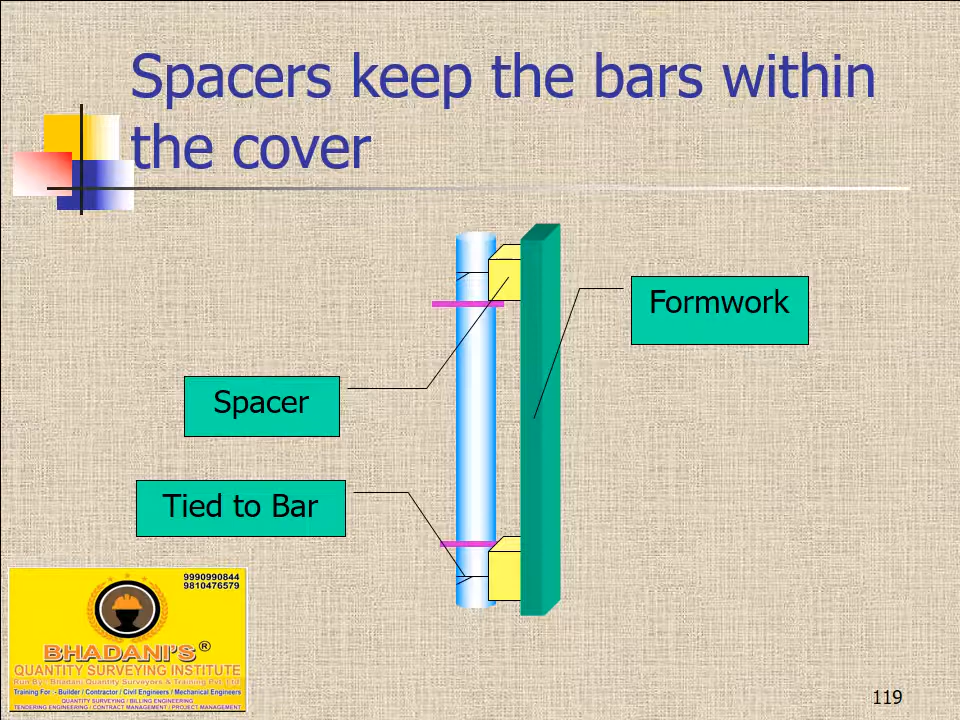 Spacers keep the bars within
the cover
Formwork
Spacer
Tied to Bar
9990990844
9810476579
BHADANI'S®
QUANTITY SURVEYING INSTITUTE
Run By:- Bhadani Quantity Surveyors & Training Pvt. Ltd.
Training For :- Builder / Contractor / Civil Engineers / Mechanical Engineers
QUANTITY SURVEYING / BILLING ENGINEERING
TENDERING ENGINEERING / CONTRACT MANAGEMENT / PROJECT MANAGEMENT
119